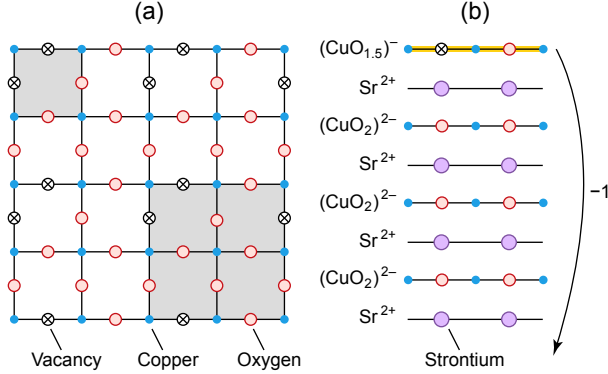 (a)
(b)
(CuO₁.₅)⁻
Sr²⁺
(CuO₂)²⁻
Sr²⁺
(CuO₂)²⁻
Sr²⁺
(CuO₂)²⁻
Sr²⁺
−1
Vacancy
Copper
Oxygen
Strontium